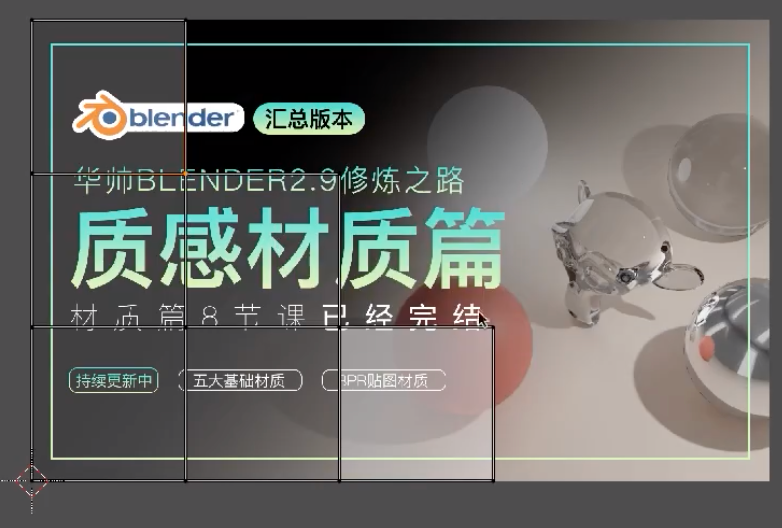 blender 汇总版本
华帅BLENDER2.9修炼之路
质感材质篇
材质篇8节课已经完结
持续更新中 五大基础材质 BPR贴图材质